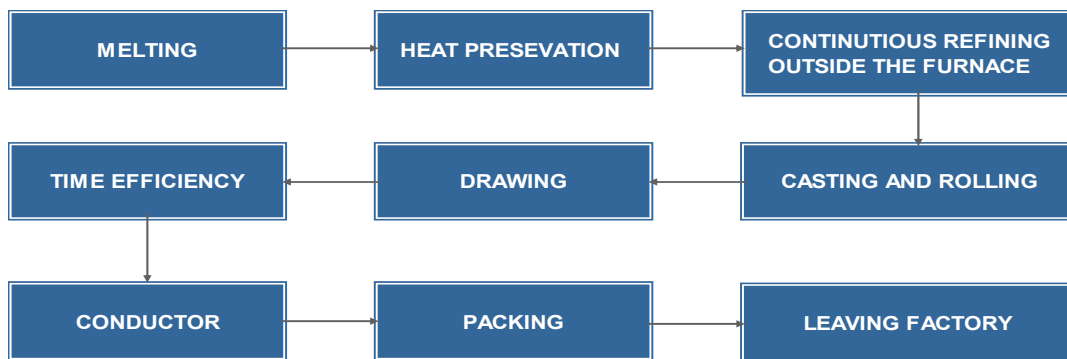 MELTING
HEAT PRESEVATION
CONTINUTIOUS REFINING
OUTSIDE THE FURNACE
CASTING AND ROLLING
DRAWING
TIME EFFICIENCY
CONDUCTOR
PACKING
LEAVING FACTORY